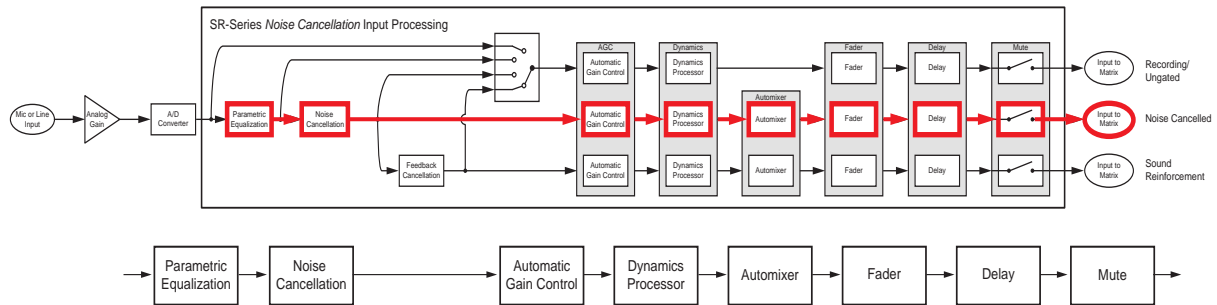 SR-Series Noise Cancellation Input Processing
AGC
Dynamics
Fader
Delay
Mute
Automatic
Gain Control
Dynamics
Processor
Fader
Delay
Input to
Matrix
Recording/
Ungated
Automixer
Mic or Line
Input
Analog
Gain
A/D
Converter
Parametric
Equalization
Noise
Cancellation
Automatic
Gain Control
Dynamics
Processor
Automixer
Fader
Delay
Input to
Matrix
Noise Cancelled
Feedback
Cancellation
Automatic
Gain Control
Dynamics
Processor
Automixer
Fader
Delay
Input to
Matrix
Sound
Reinforcement
Parametric
Equalization
Noise
Cancellation
Automatic
Gain Control
Dynamics
Processor
Automixer
Fader
Delay
Mute